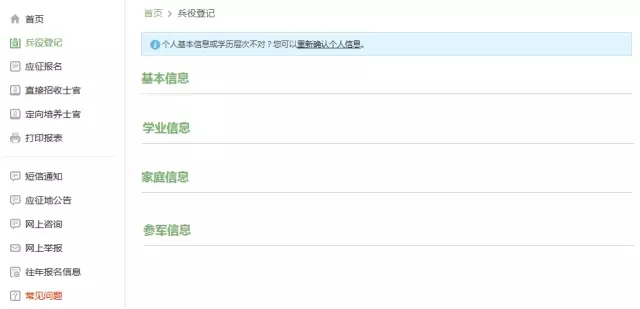 首页
兵役登记
应征报名
直接招收士官
定向培养士官
打印报表
短信通知
应征地公告
网上咨询
网上举报
往年报名信息
常见问题
首页 > 兵役登记
个人基本信息或学历层次不对？您可以重新确认个人信息。
基本信息
学业信息
家庭信息
参军信息